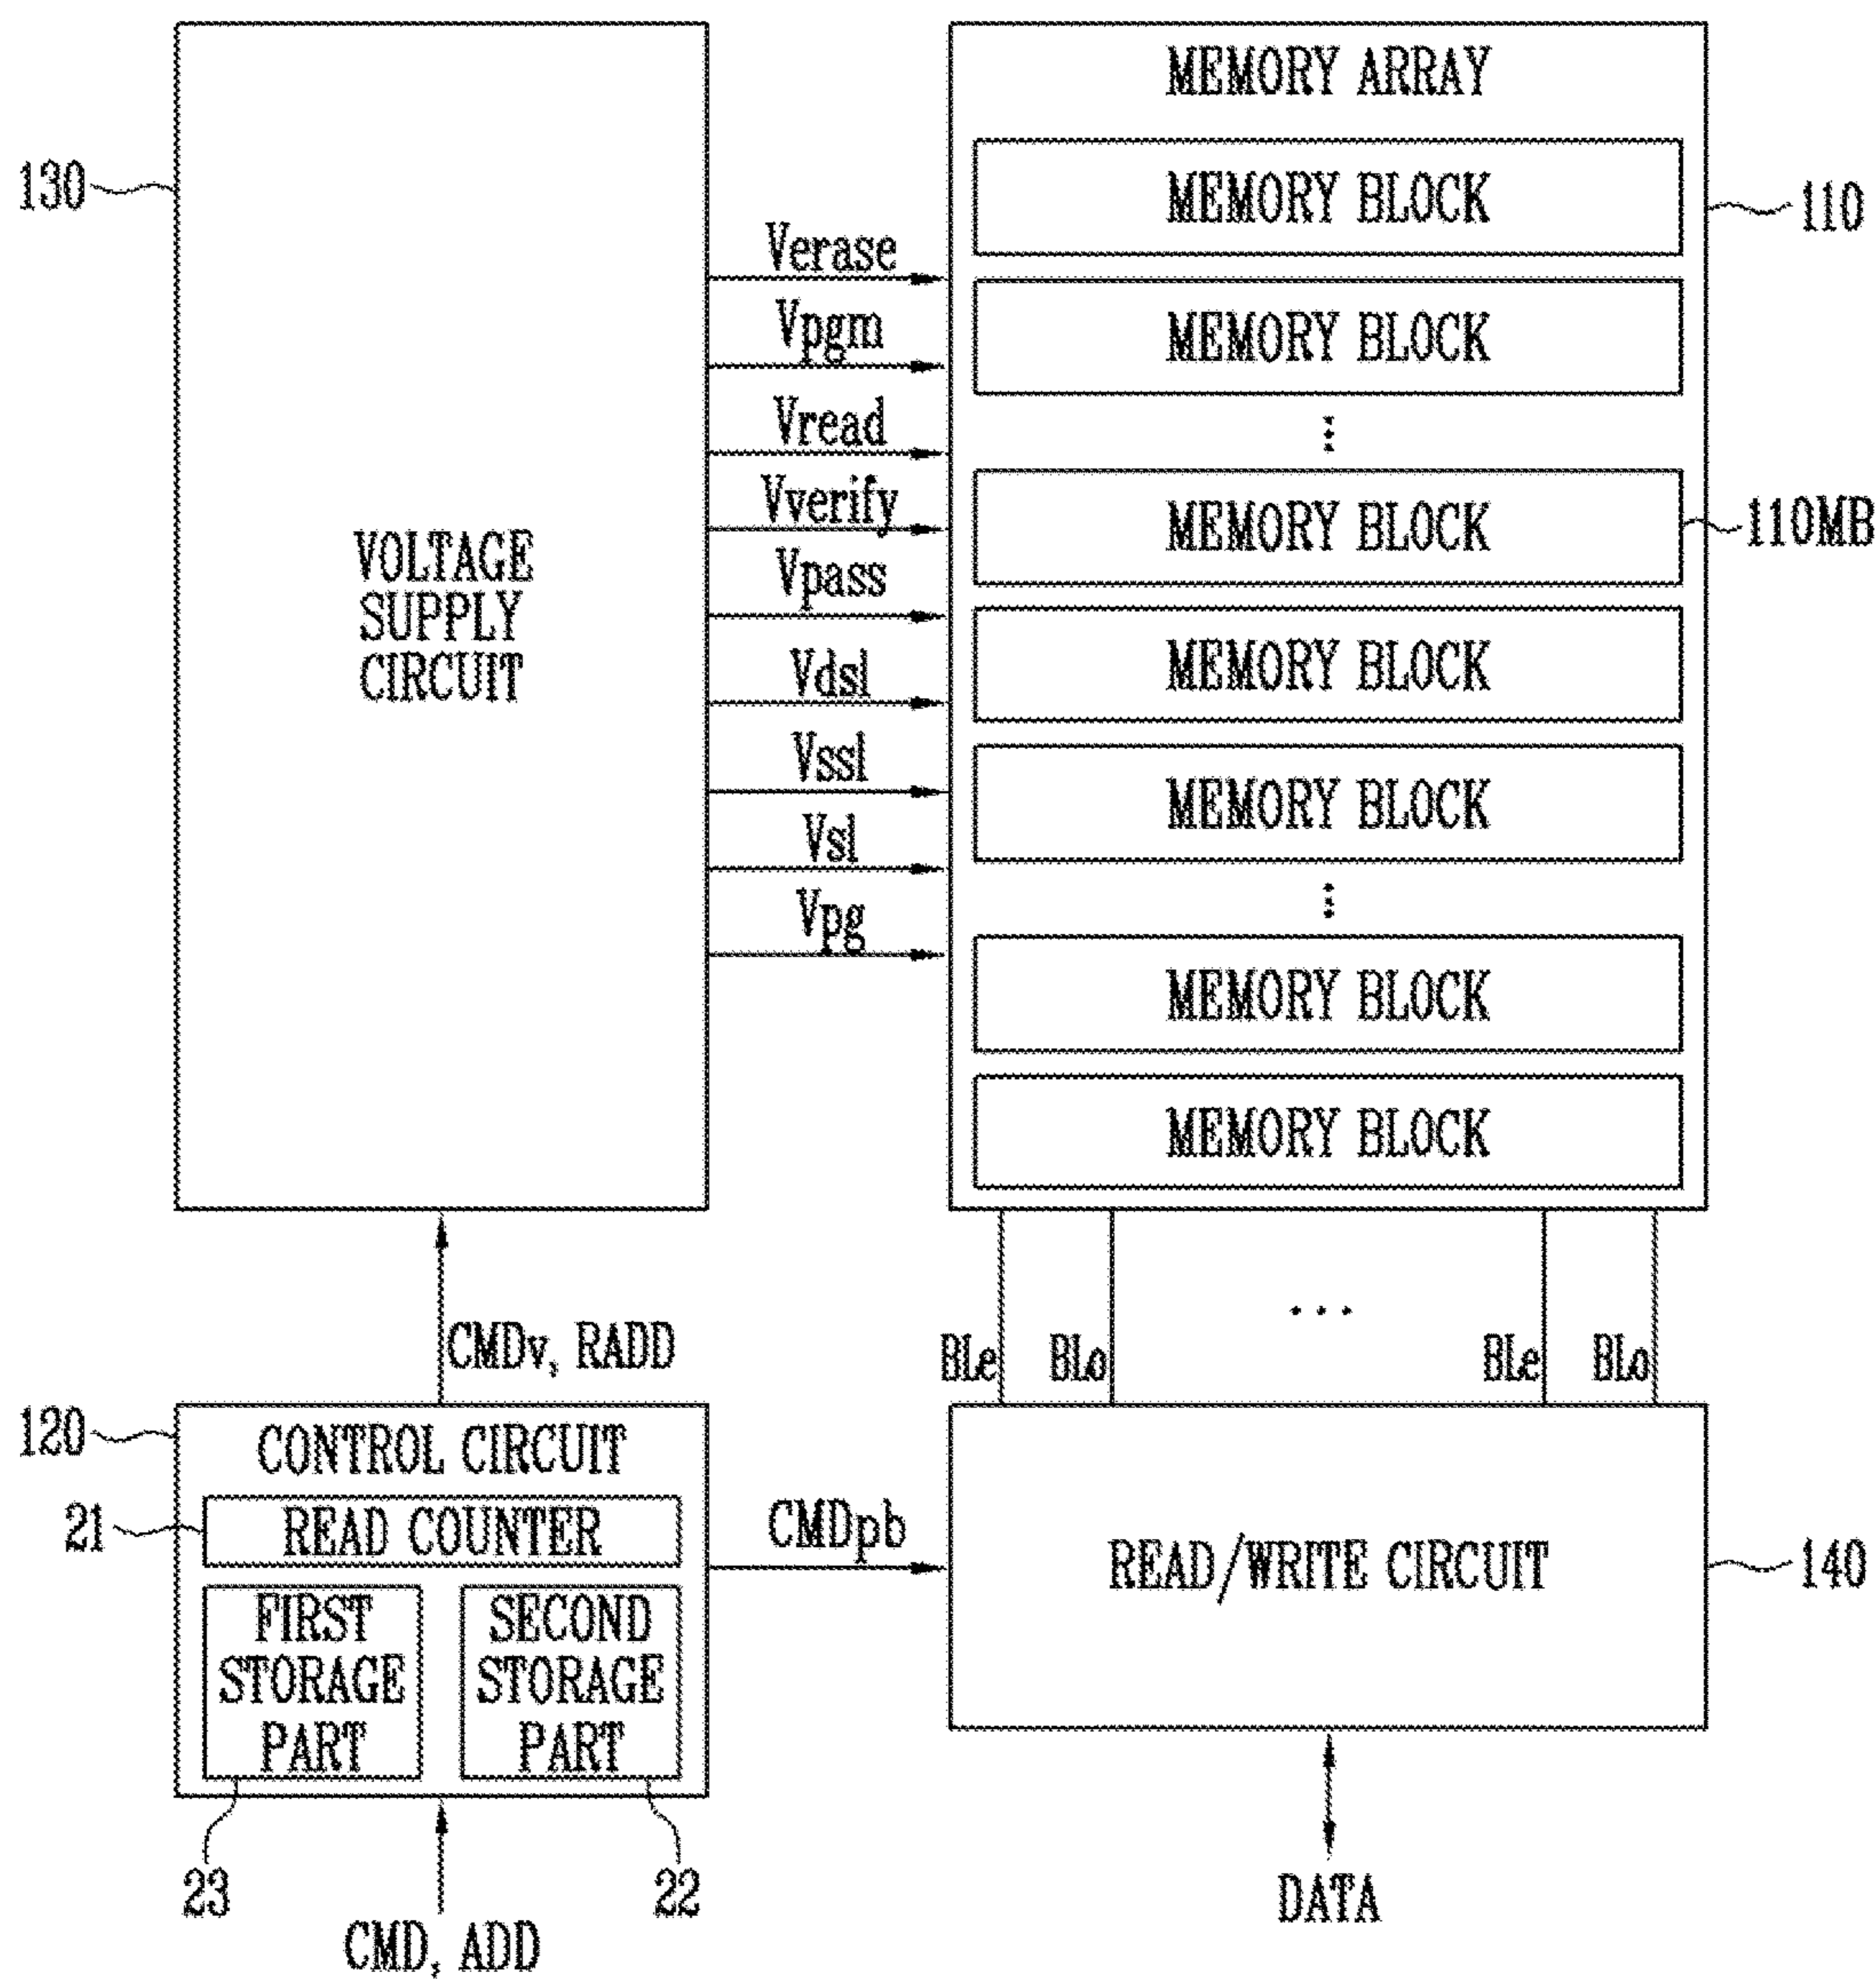 130
VOLTAGE
SUPPLY
CIRCUIT
Verase
Vpgm
Vread
Vverify
Vpass
Vdsl
Vssl
Vsl
Vpg
MEMORY ARRAY
MEMORY BLOCK
110
MEMORY BLOCK
MEMORY BLOCK
110MB
MEMORY BLOCK
MEMORY BLOCK
MEMORY BLOCK
MEMORY BLOCK
CMDv, RADD
BLe
BLo
...
BLe
BLo
120
CONTROL CIRCUIT
21
READ COUNTER
FIRST
STORAGE
PART
SECOND
STORAGE
PART
23
22
CMD, ADD
CMDpb
READ/WRITE CIRCUIT
140
DATA